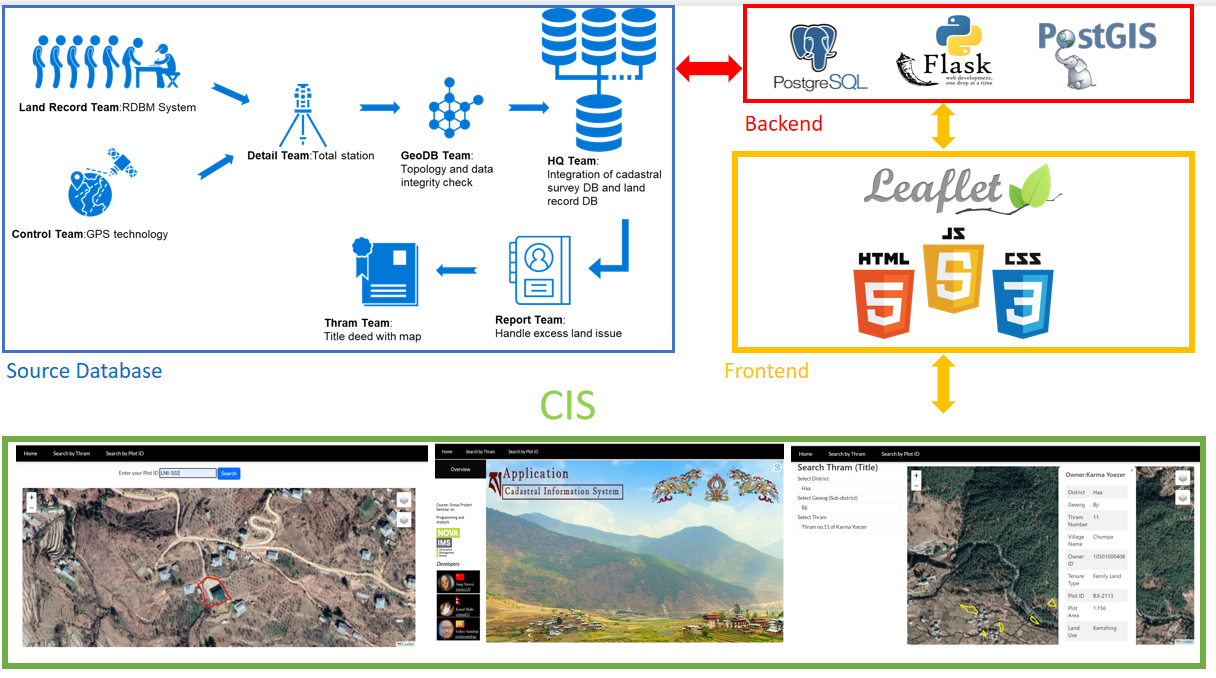 Land Record Team:RDBM System
Control Team:GPS technology
Detail Team:Total station
GeoDB Team:
Topology and data
integrity check
HQ Team:
Integration of cadastral
survey DB and land
record DB
Thram Team:
Title deed with map
Report Team:
Handle excess land issue
Source Database
PostgreSQL
Flask
web development,
one drop at a time
PostGIS
Backend
Leaflet
HTML
5
JS
5
CSS
3
Frontend
CIS
Home Search by Thram Search by Plot ID
Enter your Plot ID LNI-102 Search
+
−
Leaflet
Home Search by Thram Search by Plot ID
Overview
Application
Cadastral Information System
Course: Group Project
Seminar on
Programming and
Analysis
NOVA
IMS
Information
Management
School
Developers
Home Search by Thram Search by Plot ID
Search Thram (Title)
Select District
Haa
Select Gewog (Sub-district)
Bji
Select Thram
Thram no.11 of Karma Yoezer
+
−
Owner:Karma Yoezer
×
District Haa
Gewog Bji
Thram
Number 11
Village
Name Chumpa
Owner
ID 10501000408
Tenure
Type Family Land
Plot ID BJI-2113
Plot
Area 1.156
Land
Use Kamzhing
Leaflet